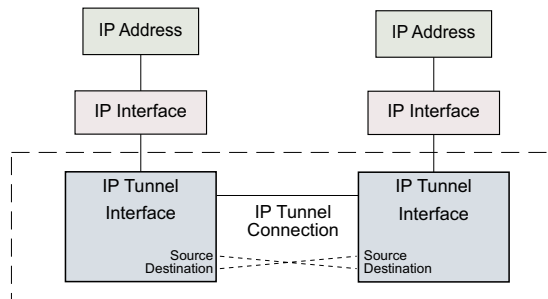 IP Address
IP Address
IP Interface
IP Interface
IP Tunnel
Interface
IP Tunnel
Interface
IP Tunnel
Connection
Source
Destination
Source
Destination